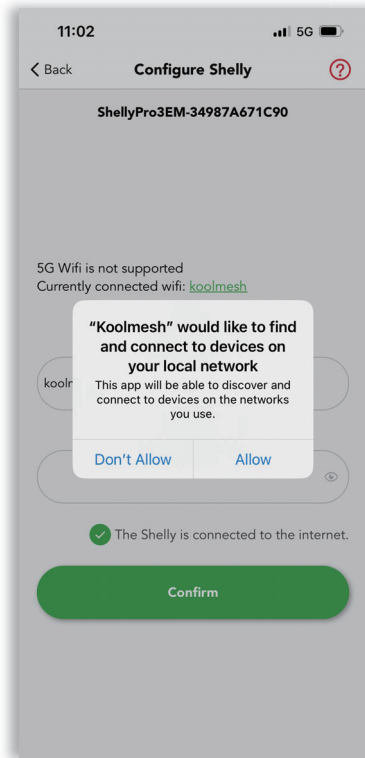 11:02 5G
Back Configure Shelly ?
ShellyPro3EM-34987A671C90
5G Wifi is not supported
Currently connected wifi: koolmesh
“Koolmesh” would like to find
and connect to devices on
your local network
This app will be able to discover and
connect to devices on the networks
you use.
Don’t Allow Allow
The Shelly is connected to the internet.
Confirm